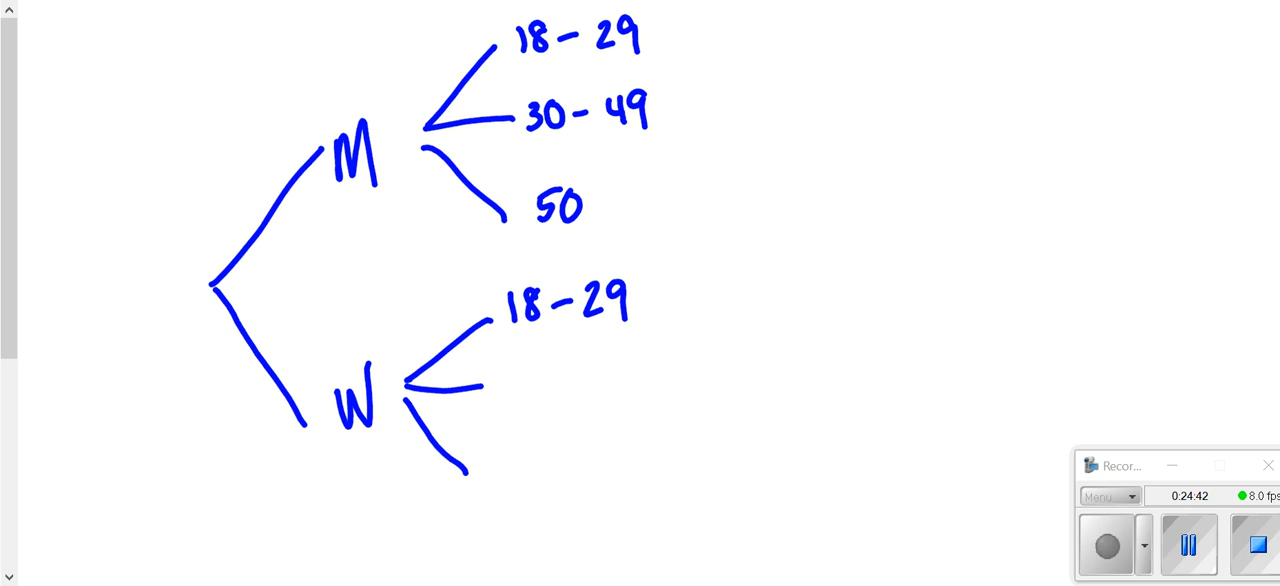 18 - 29
30 - 49
M
50
18 - 29
W
Recor...
Menu
0:24:42
8.0 fps